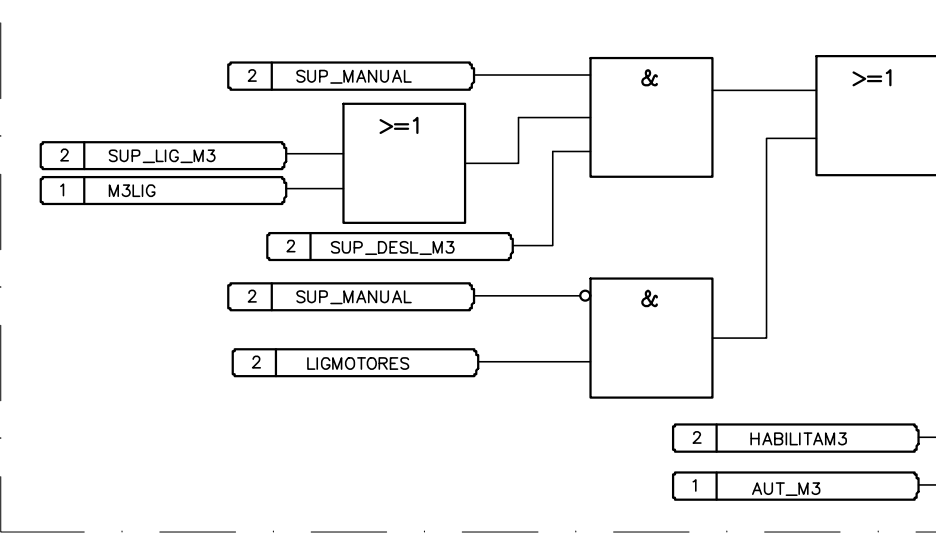 2 SUP_MANUAL
&
>=1
>=1
2 SUP_LIG_M3
1 M3LIG
2 SUP_DESL_M3
2 SUP_MANUAL
&
2 LIGMOTORES
2 HABILITAM3
1 AUT_M3